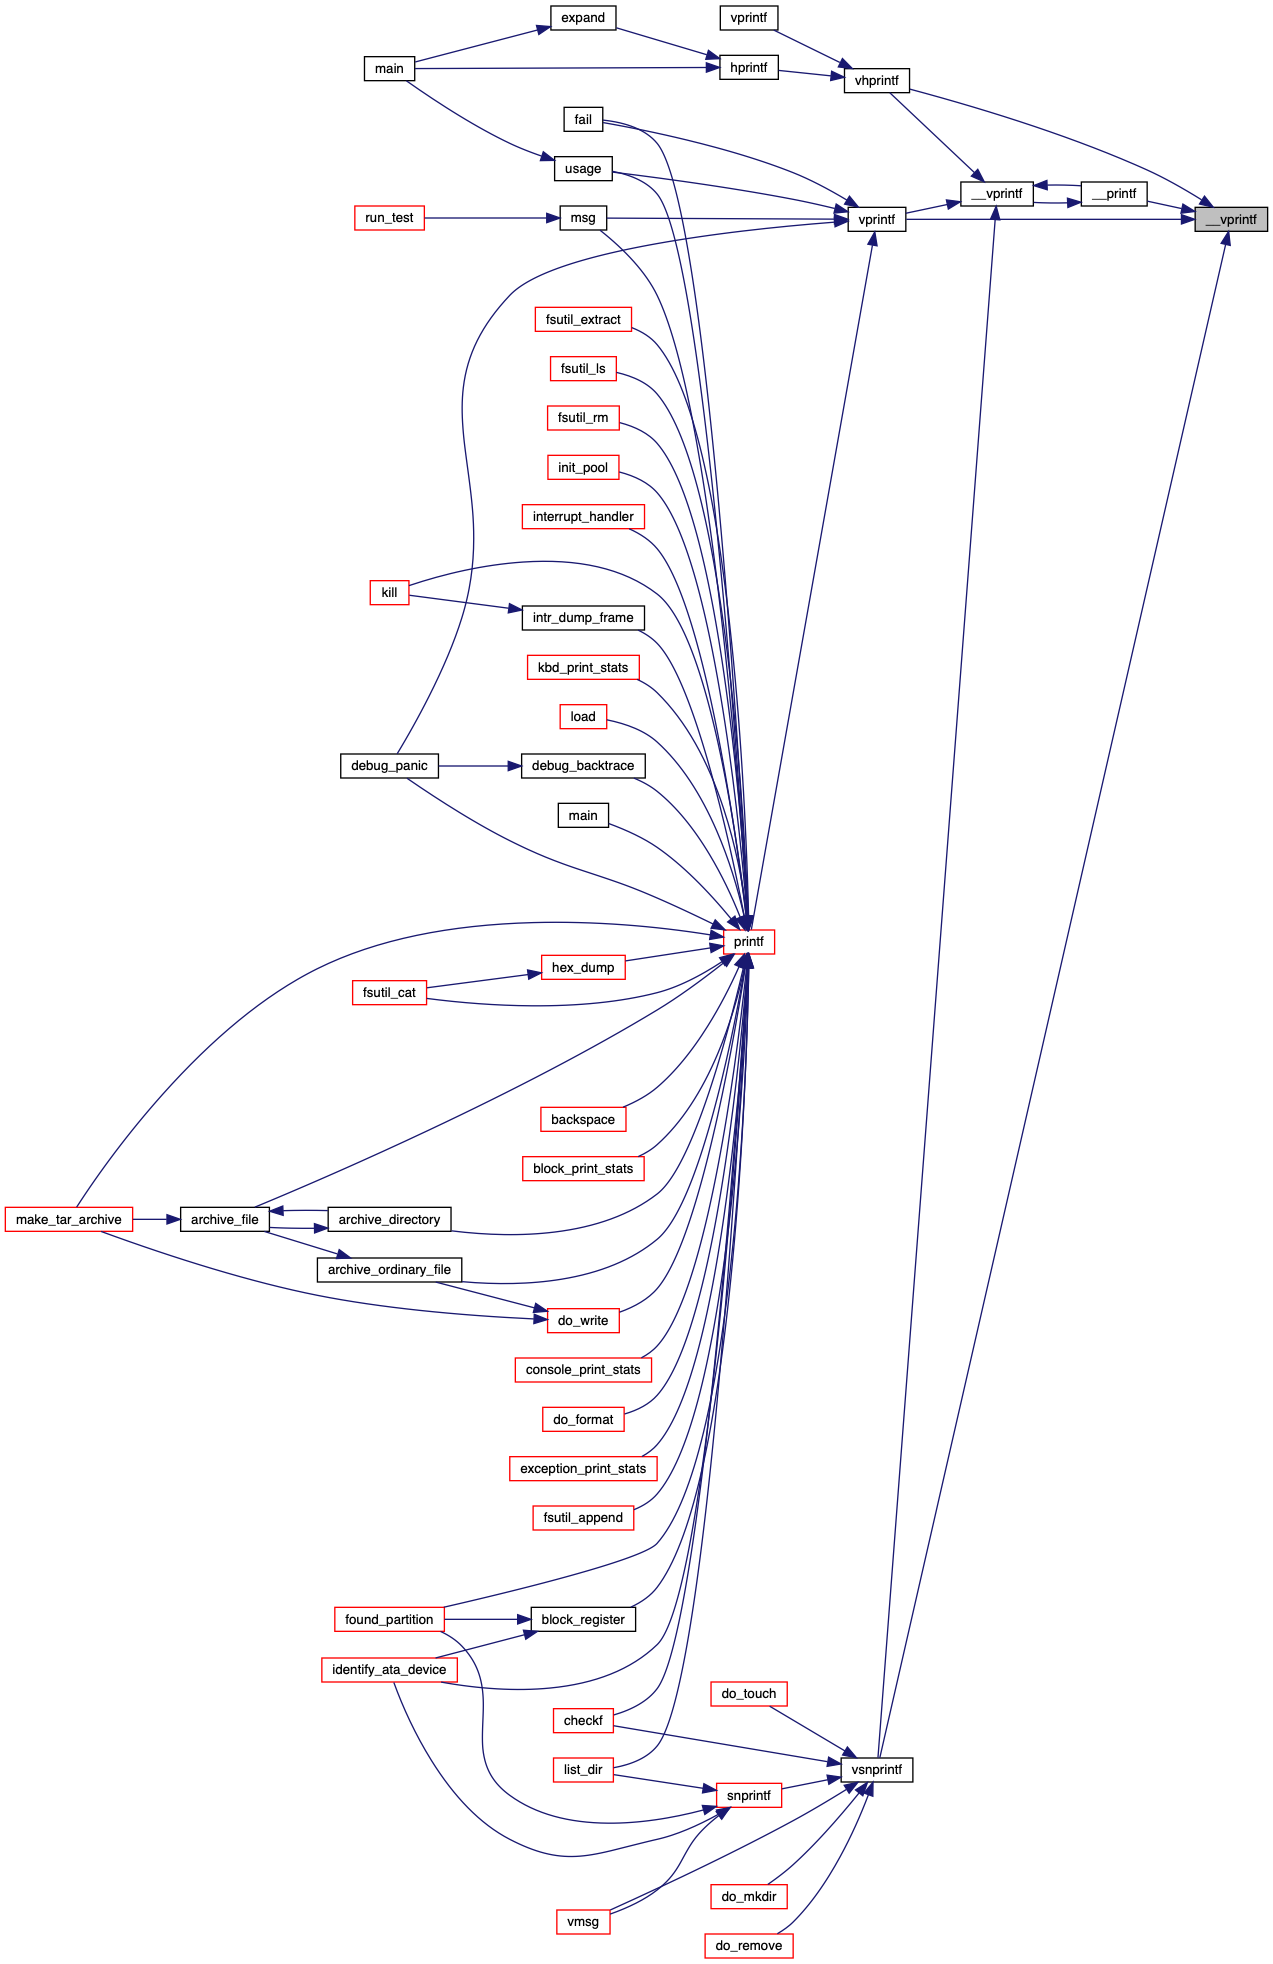 expand
vprintf
main
hprintf
vhprintf
fail
usage
__vprintf
__printf
run_test
msg
vprintf
__vprintf
fsutil_extract
fsutil_ls
fsutil_rm
init_pool
interrupt_handler
kill
intr_dump_frame
kbd_print_stats
load
debug_panic
debug_backtrace
main
printf
hex_dump
fsutil_cat
backspace
block_print_stats
make_tar_archive
archive_file
archive_directory
archive_ordinary_file
do_write
console_print_stats
do_format
exception_print_stats
fsutil_append
found_partition
block_register
identify_ata_device
do_touch
checkf
list_dir
vsnprintf
snprintf
do_mkdir
vmsg
do_remove